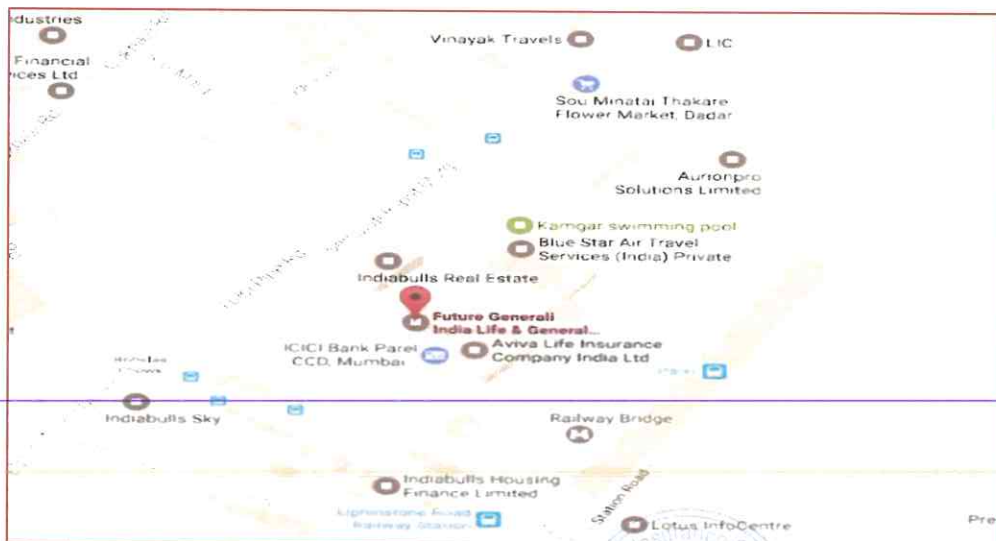 dustries
Financial
ices Ltd
Vinayak Travels
LIC
Sou Minatai Thakare
Flower Market, Dadar
Aurionpro
Solutions Limited
Kamgar swimming pool
Blue Star Air Travel
Services (India) Private
Indiabulls Real Estate
Future Generali
India Life & General...
ICICI Bank Parel
CCD, Mumbai
Aviva Life Insurance
Company India Ltd
Indiabulls Sky
Railway Bridge
Indiabulls Housing
Finance Limited
Elphinstone Road
Railway Station
Station Road
Lotus InfoCentre
Pre